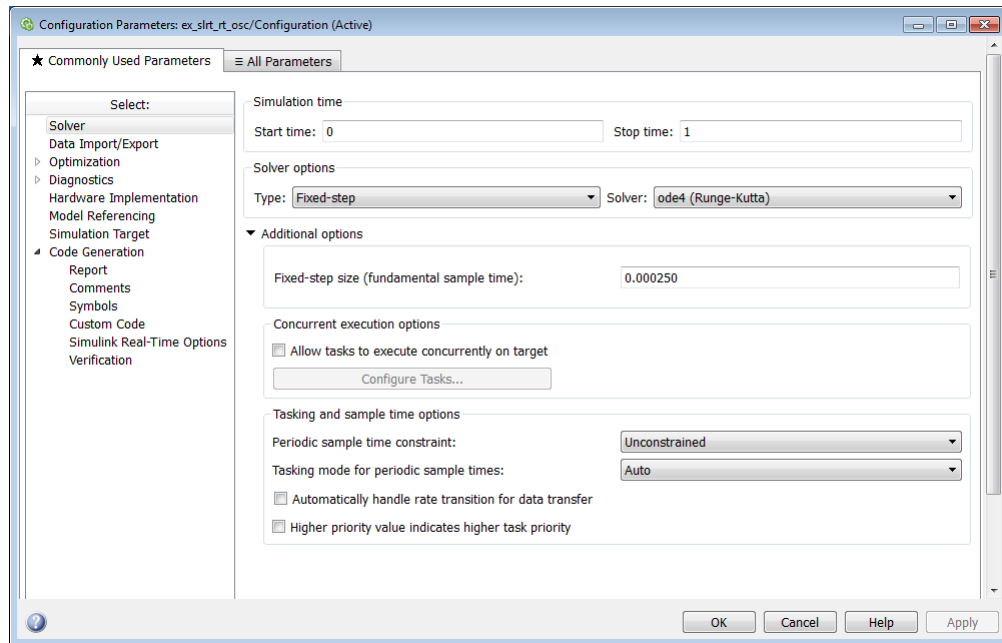 Configuration Parameters: ex_slrt_rt_osc/Configuration (Active)
★ Commonly Used Parameters
≡ All Parameters
Select:
Solver
Data Import/Export
Optimization
Diagnostics
Hardware Implementation
Model Referencing
Simulation Target
Code Generation
Report
Comments
Symbols
Custom Code
Simulink Real-Time Options
Verification
Simulation time
Start time: 0 Stop time: 1
Solver options
Type: Fixed-step Solver: ode4 (Runge-Kutta)
Additional options
Fixed-step size (fundamental sample time): 0.000250
Concurrent execution options
Allow tasks to execute concurrently on target
Configure Tasks...
Tasking and sample time options
Periodic sample time constraint: Unconstrained
Tasking mode for periodic sample times: Auto
Automatically handle rate transition for data transfer
Higher priority value indicates higher task priority
? OK Cancel Help Apply